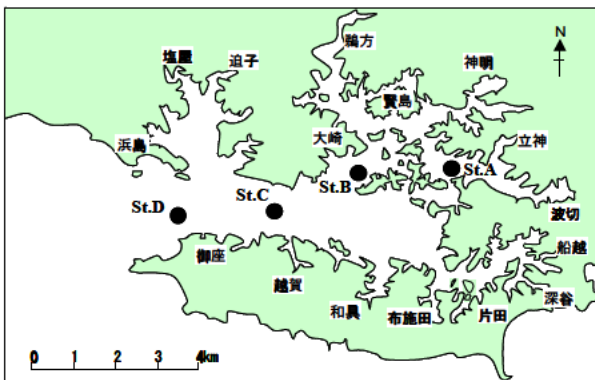 鵜方
N
塩屋
迫子
神明
賢島
浜島
大崎
立神
St.A
St.B
St.C
St.D
波切
船越
御座
越賀
深谷
和具
布施田
片田
0 1 2 3 4km